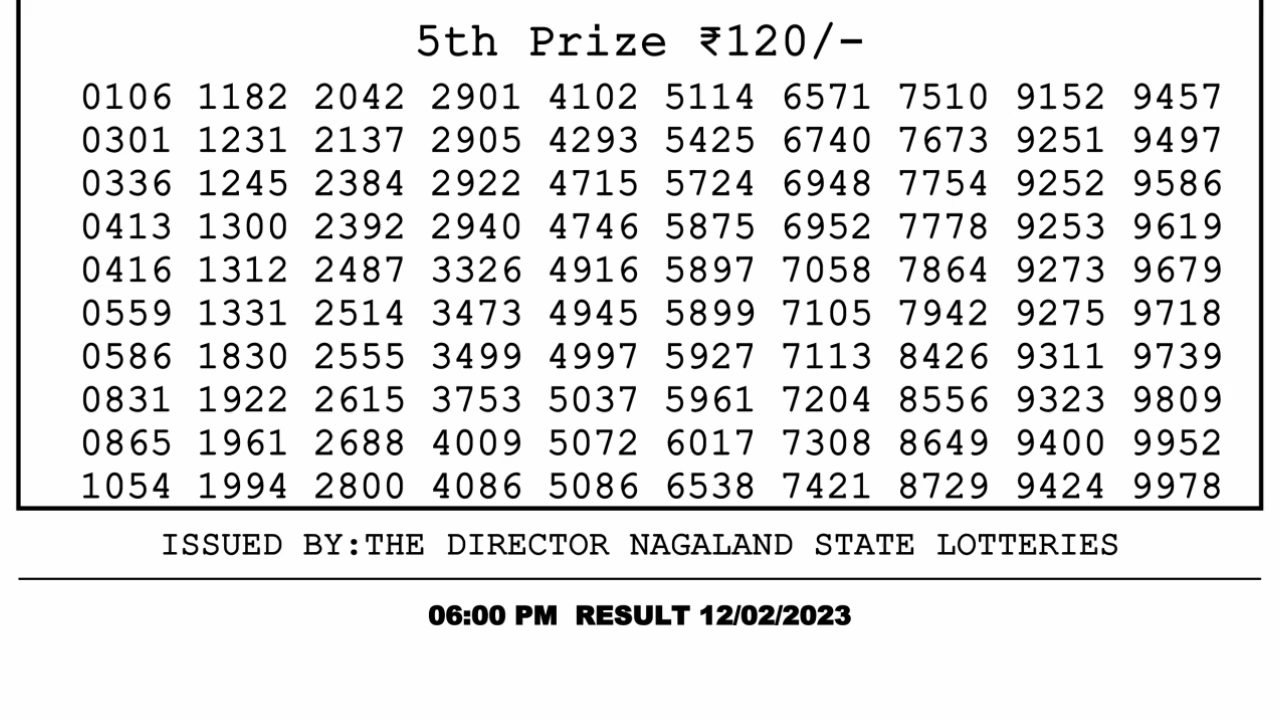 5th Prize ₹120/-
0106 1182 2042 2901 4102 5114 6571 7510 9152 9457
0301 1231 2137 2905 4293 5425 6740 7673 9251 9497
0336 1245 2384 2922 4715 5724 6948 7754 9252 9586
0413 1300 2392 2940 4746 5875 6952 7778 9253 9619
0416 1312 2487 3326 4916 5897 7058 7864 9273 9679
0559 1331 2514 3473 4945 5899 7105 7942 9275 9718
0586 1830 2555 3499 4997 5927 7113 8426 9311 9739
0831 1922 2615 3753 5037 5961 7204 8556 9323 9809
0865 1961 2688 4009 5072 6017 7308 8649 9400 9952
1054 1994 2800 4086 5086 6538 7421 8729 9424 9978
ISSUED BY:THE DIRECTOR NAGALAND STATE LOTTERIES
06:00 PM RESULT 12/02/2023